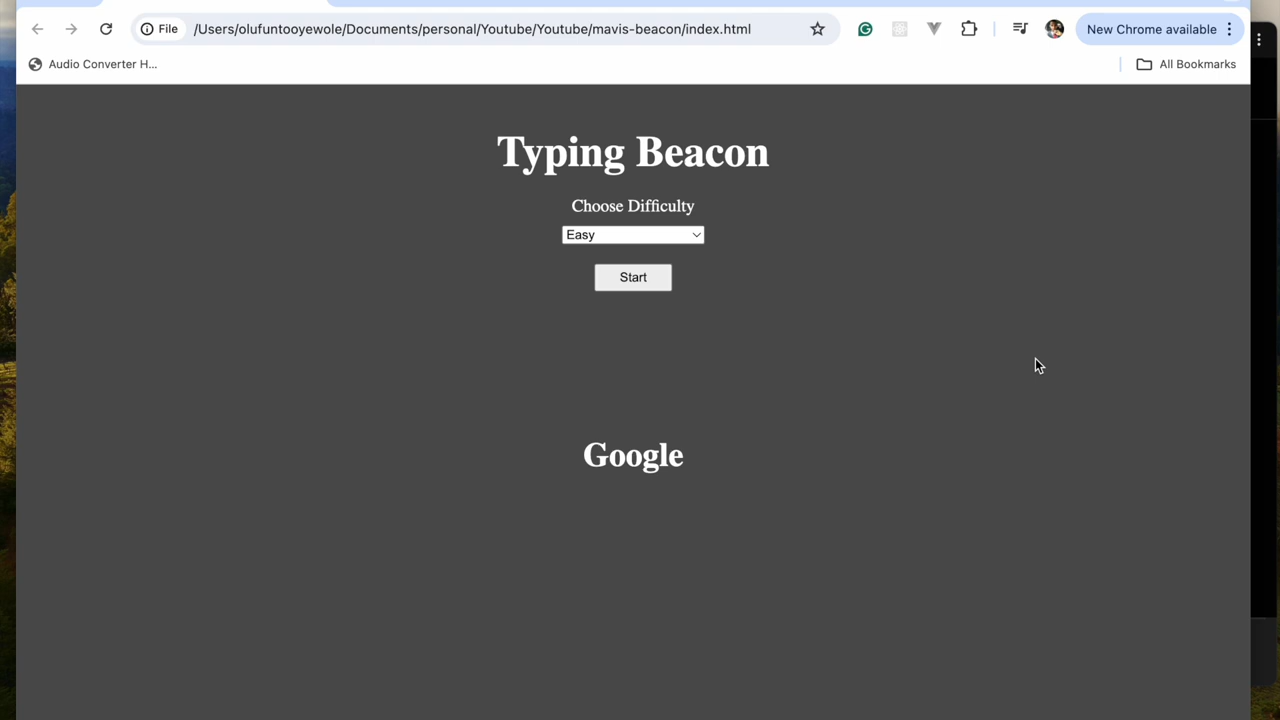 File
/Users/olufuntooyewole/Documents/personal/Youtube/Youtube/mavis-beacon/index.html
New Chrome available
Audio Converter H...
All Bookmarks
Typing Beacon
Choose Difficulty
Easy
Start
Google